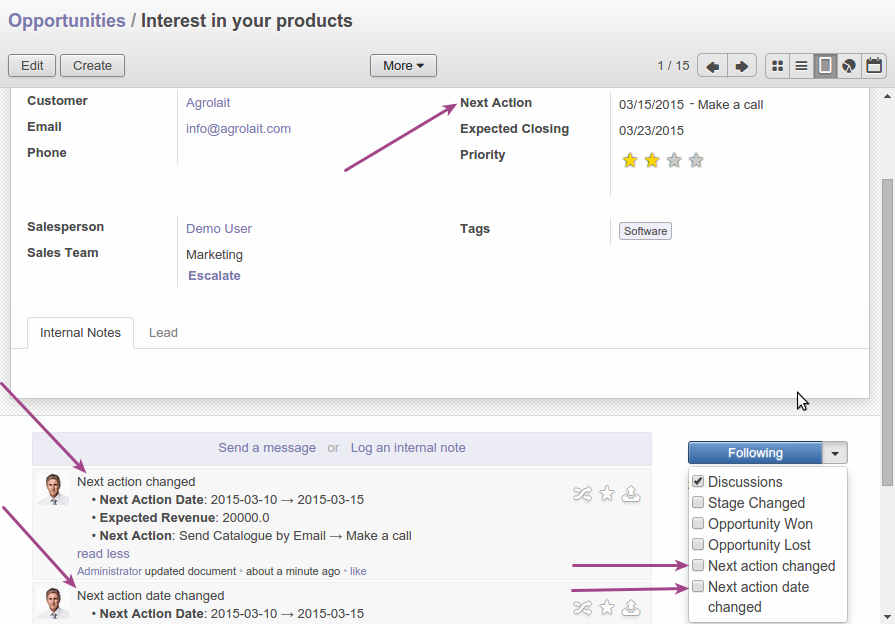 Opportunities / Interest in your products
Edit Create More 1 / 15
Customer Agrolait
Email info@agrolait.com
Phone
Next Action 03/15/2015 - Make a call
Expected Closing 03/23/2015
Priority
Salesperson Demo User
Sales Team Marketing
Escalate
Tags Software
Internal Notes Lead
Send a message or Log an internal note
Next action changed
• Next Action Date: 2015-03-10 → 2015-03-15
• Expected Revenue: 20000.0
• Next Action: Send Catalogue by Email → Make a call
read less
Administrator updated document • about a minute ago • like
Next action date changed
• Next Action Date: 2015-03-10 → 2015-03-15
Following
Discussions
Stage Changed
Opportunity Won
Opportunity Lost
Next action changed
Next action date
changed